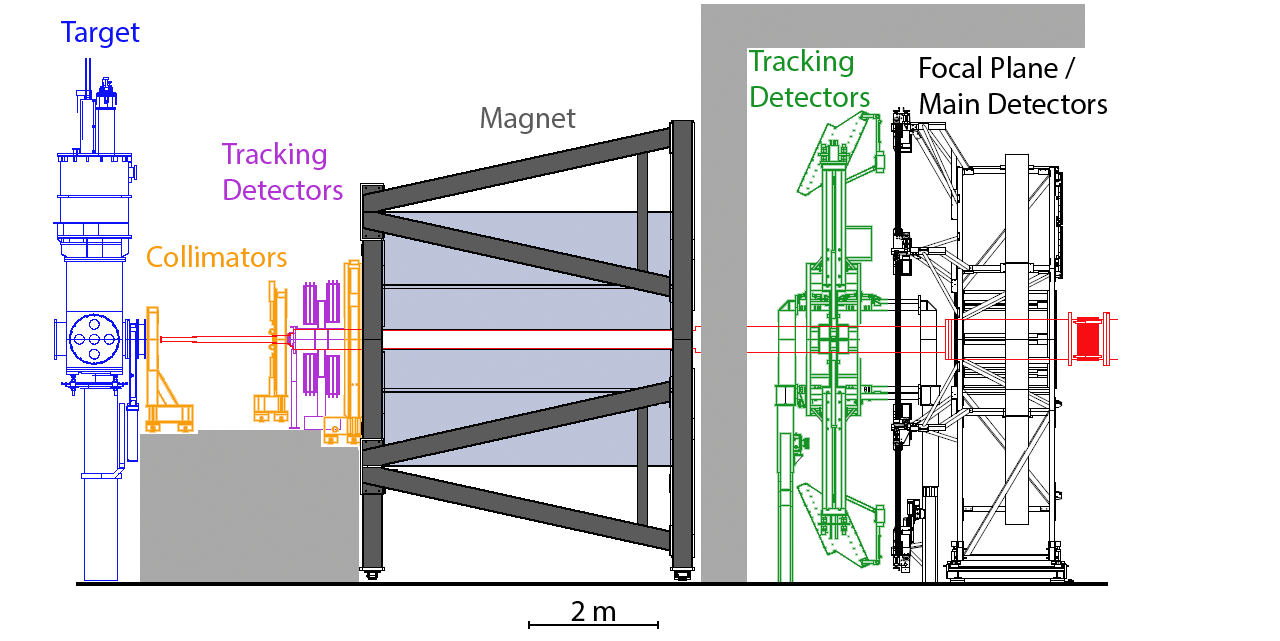 Target
Tracking
Detectors
Focal Plane /
Main Detectors
Magnet
Tracking
Detectors
Collimators
2 m